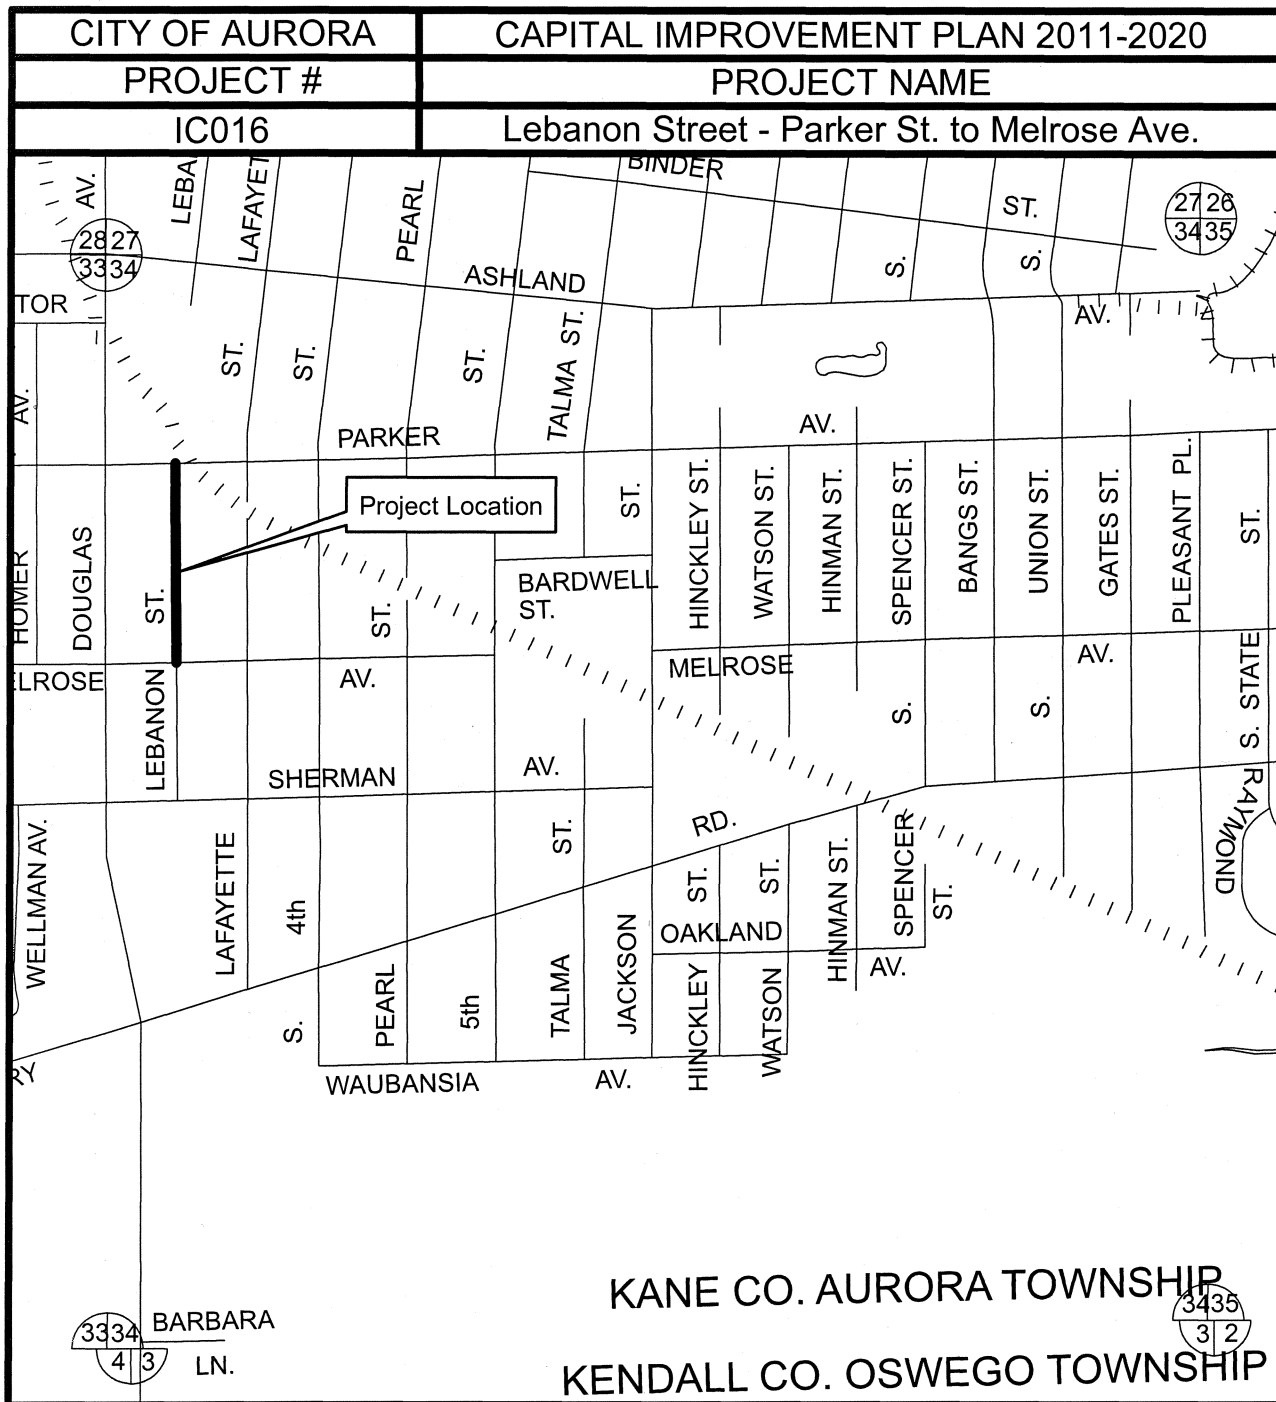 CITY OF AURORA
CAPITAL IMPROVEMENT PLAN 2011-2020
PROJECT #
PROJECT NAME
IC016
Lebanon Street - Parker St. to Melrose Ave.
AV.
LEBA
LAFAYET
PEARL
BINDER
ST.
27 26
34 35
28 27
33 34
ASHLAND
S.
S.
TOR
AV.
ST.
ST.
ST.
TALMA ST.
AV.
PARKER
AV.
Project Location
HOMER
DOUGLAS
ST.
ST.
BARDWELL
ST.
ST.
HINCKLEY ST.
WATSON ST.
HINMAN ST.
SPENCER ST.
BANGS ST.
UNION ST.
GATES ST.
PLEASANT PL.
ST.
ELROSE
LEBANON
AV.
MELROSE
AV.
S.
S.
S. STATE
SHERMAN
AV.
RD.
RAYMOND
WELLMAN AV.
LAFAYETTE
4th
S.
PEARL
5th
ST.
TALMA
JACKSON
ST.
HINCKLEY
ST.
WATSON
OAKLAND
AV.
HINMAN ST.
SPENCER
ST.
RY
WAUBANSIA
AV.
KANE CO. AURORA TOWNSHIP
34 35
3 2
33 34
4 3
BARBARA
LN.
KENDALL CO. OSWEGO TOWNSHIP